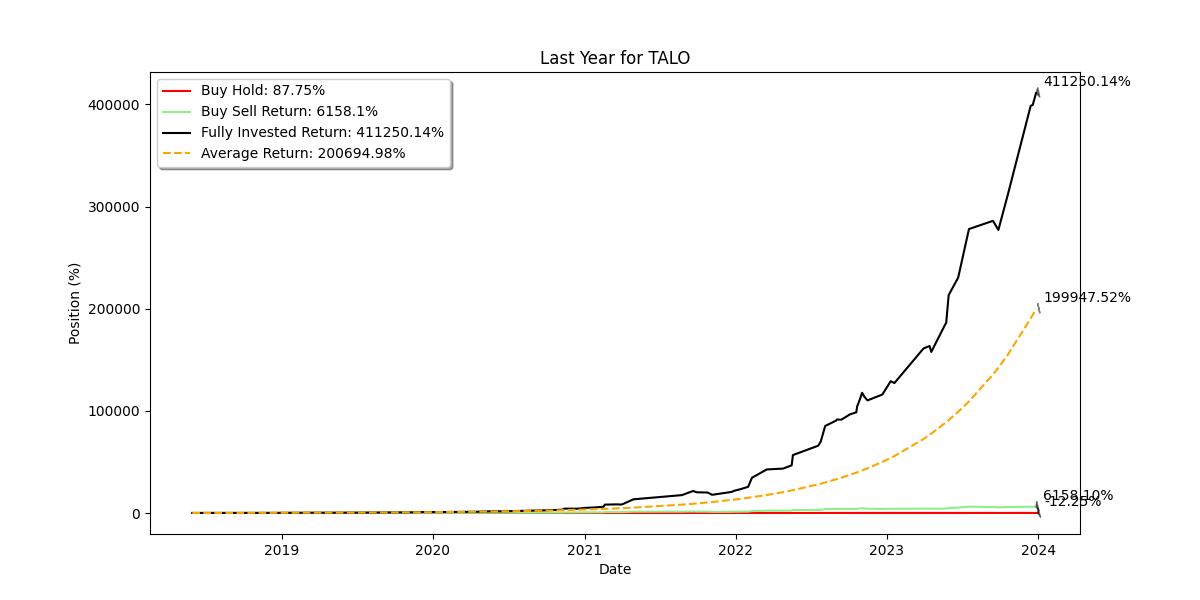 Last Year for TALO
Buy Hold: 87.75%
Buy Sell Return: 6158.1%
Fully Invested Return: 411250.14%
Average Return: 200694.98%
411250.14%
199947.52%
6158.10%
-12.25%
Position (%)
400000
300000
200000
100000
0
2019
2020
2021
2022
2023
2024
Date